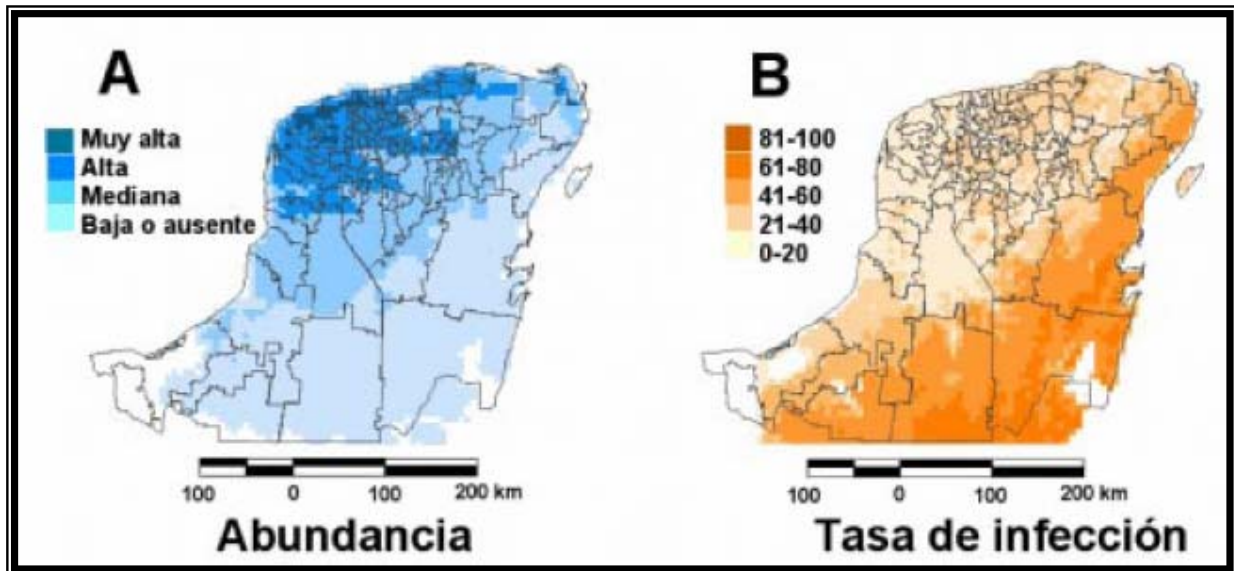 A
Muy alta
Alta
Mediana
Baja o ausente
100 0 100 200 km
Abundancia
B
81-100
61-80
41-60
21-40
0-20
100 0 100 200 km
Tasa de infección